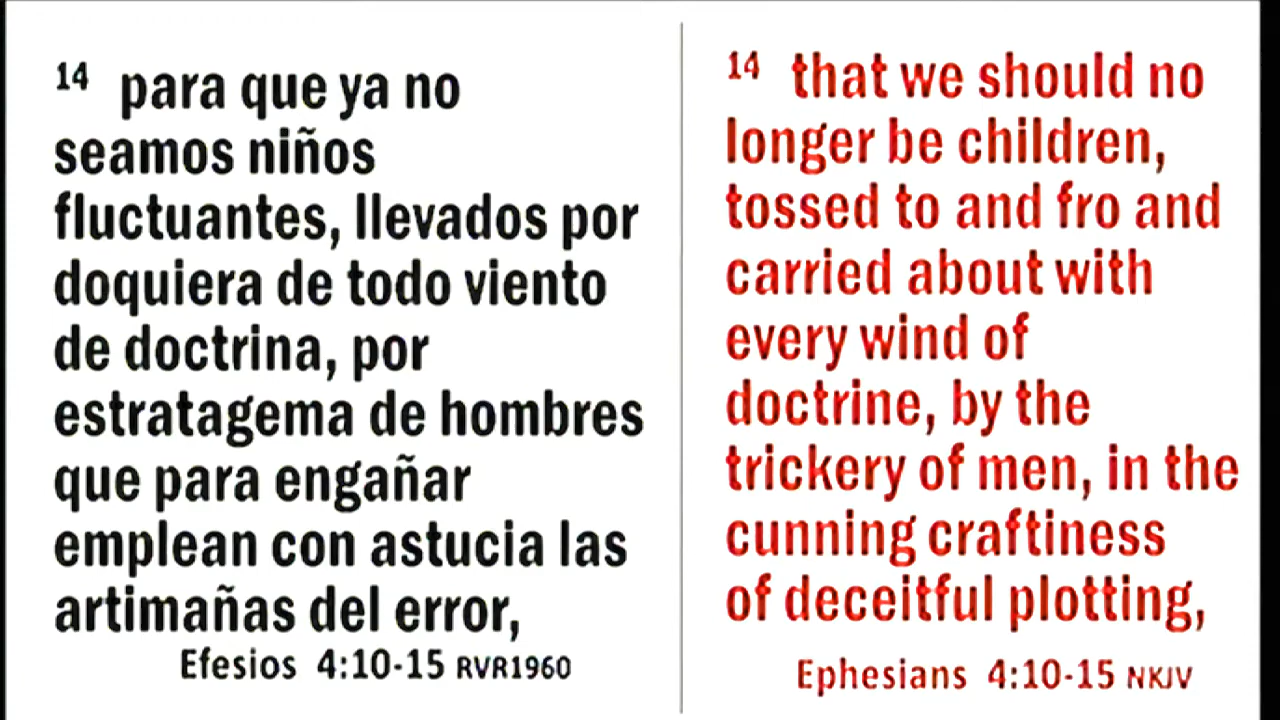 14 para que ya no
seamos niños
fluctuantes, llevados por
doquiera de todo viento
de doctrina, por
estratagema de hombres
que para engañar
emplean con astucia las
artimañas del error,
Efesios 4:10-15 RVR1960
14 that we should no
longer be children,
tossed to and fro and
carried about with
every wind of
doctrine, by the
trickery of men, in the
cunning craftiness
of deceitful plotting,
Ephesians 4:10-15 NKJV